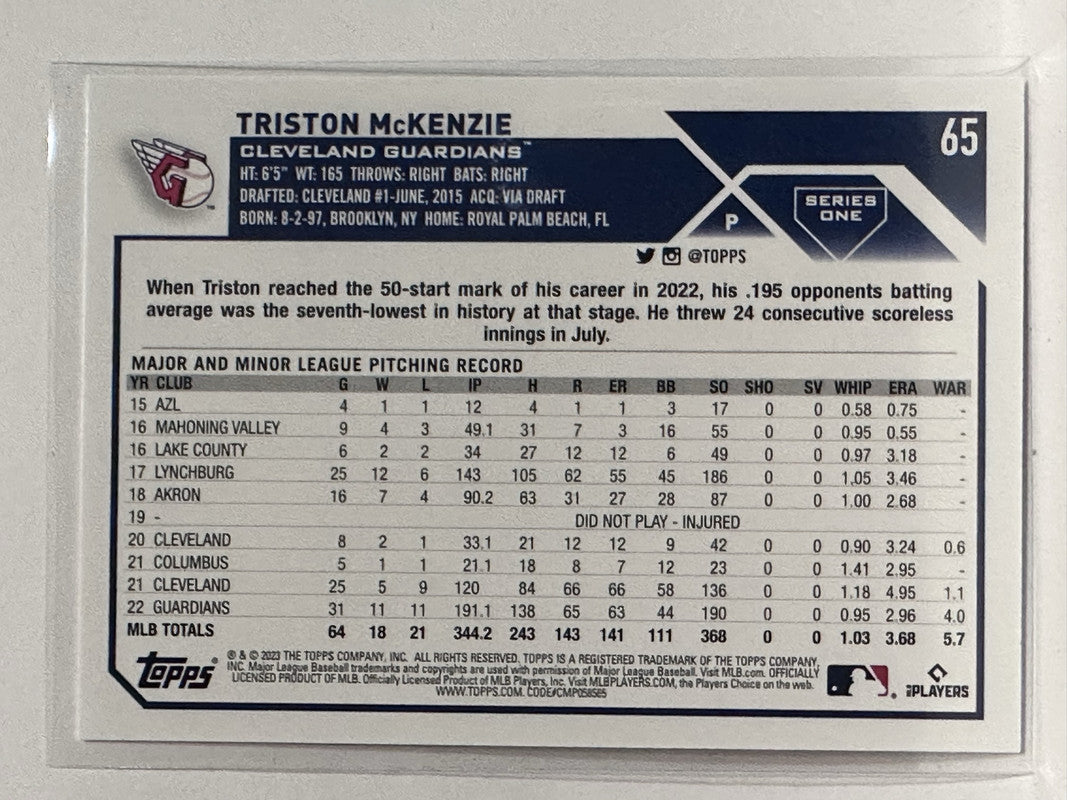 TRISTON McKENZIE
65
CLEVELAND GUARDIANS™
HT: 6'5" WT: 165 THROWS: RIGHT BATS: RIGHT
DRAFTED: CLEVELAND #1-JUNE, 2015 ACQ: VIA DRAFT
BORN: 8-2-97, BROOKLYN, NY HOME: ROYAL PALM BEACH, FL
P
SERIES
ONE
@TOPPS
When Triston reached the 50-start mark of his career in 2022, his .195 opponents batting
average was the seventh-lowest in history at that stage. He threw 24 consecutive scoreless
innings in July.
MAJOR AND MINOR LEAGUE PITCHING RECORD
YR CLUB G W L IP H R ER BB SO SHO SV WHIP ERA WAR
15 AZL 4 1 1 12 4 1 1 3 17 0 0 0.58 0.75 -
16 MAHONING VALLEY 9 4 3 49.1 31 7 3 16 55 0 0 0.95 0.55 -
16 LAKE COUNTY 6 2 2 34 27 12 12 6 49 0 0 0.97 3.18 -
17 LYNCHBURG 25 12 6 143 105 62 55 45 186 0 0 1.05 3.46 -
18 AKRON 16 7 4 90.2 63 31 27 28 87 0 0 1.00 2.68 -
19 - DID NOT PLAY - INJURED
20 CLEVELAND 8 2 1 33.1 21 12 12 9 42 0 0 0.90 3.24 0.6
21 COLUMBUS 5 1 1 21.1 18 8 7 12 23 0 0 1.41 2.95 -
21 CLEVELAND 25 5 9 120 84 66 66 58 136 0 0 1.18 4.95 1.1
22 GUARDIANS 31 11 11 191.1 138 65 63 44 190 0 0 0.95 2.96 4.0
MLB TOTALS 64 18 21 344.2 243 143 141 111 368 0 0 1.03 3.68 5.7
Topps®
® & © 2023 THE TOPPS COMPANY, INC. ALL RIGHTS RESERVED. TOPPS IS A REGISTERED TRADEMARK OF THE TOPPS COMPANY,
INC. Major League Baseball trademarks and copyrights are used with permission of Major League Baseball. Visit MLB.com. OFFICIALLY
LICENSED PRODUCT OF MLB. Officially Licensed Product of MLB Players, Inc. Visit MLBPLAYERS.COM, the Players Choice on the web.
WWW.TOPPS.COM. CODE#CMP058585
MLB PLAYERS